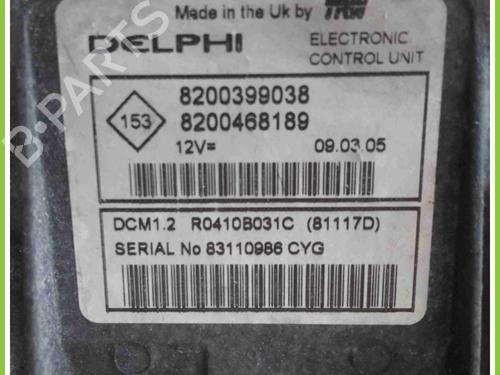 Made in the Uk by TRW
DELPHI
ELECTRONIC
CONTROL UNIT
8200399038
153
8200468189
12V=
09.03.05
DCM1.2 R0410B031C (81117D)
SERIAL No 83110986 CYG
B-PARTS